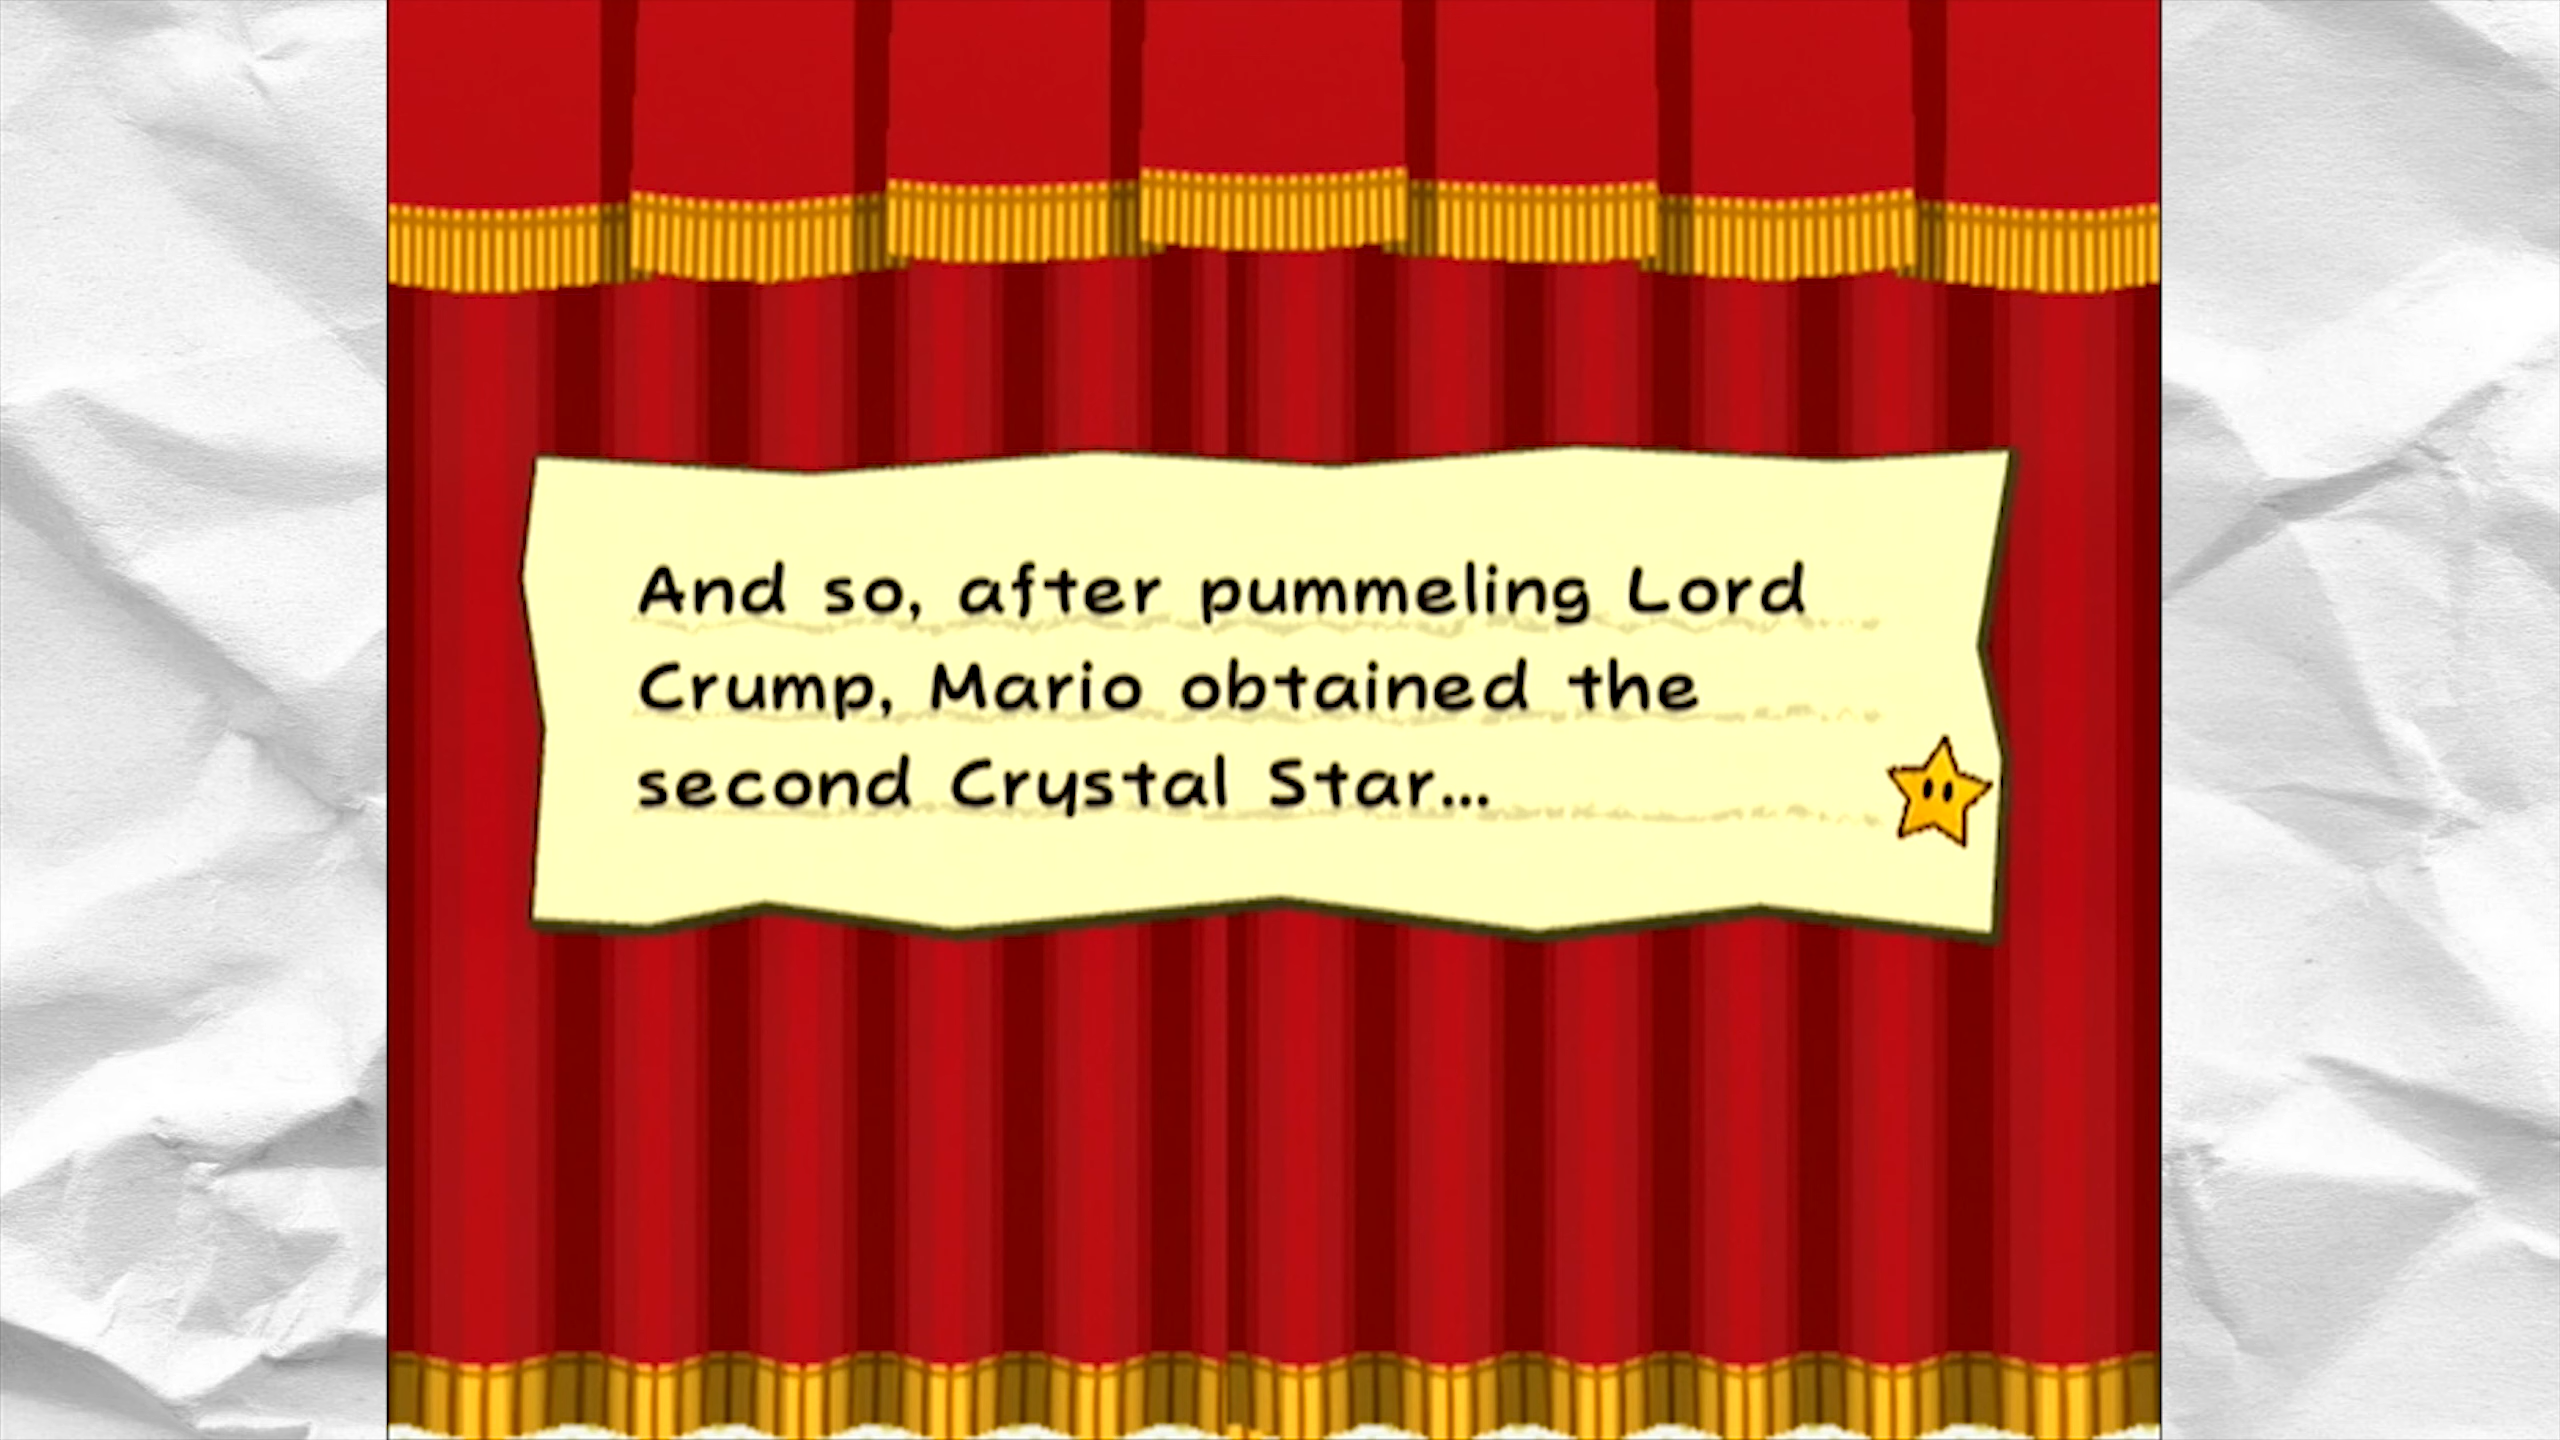 And so, after pummeling Lord
Crump, Mario obtained the
second Crystal Star...